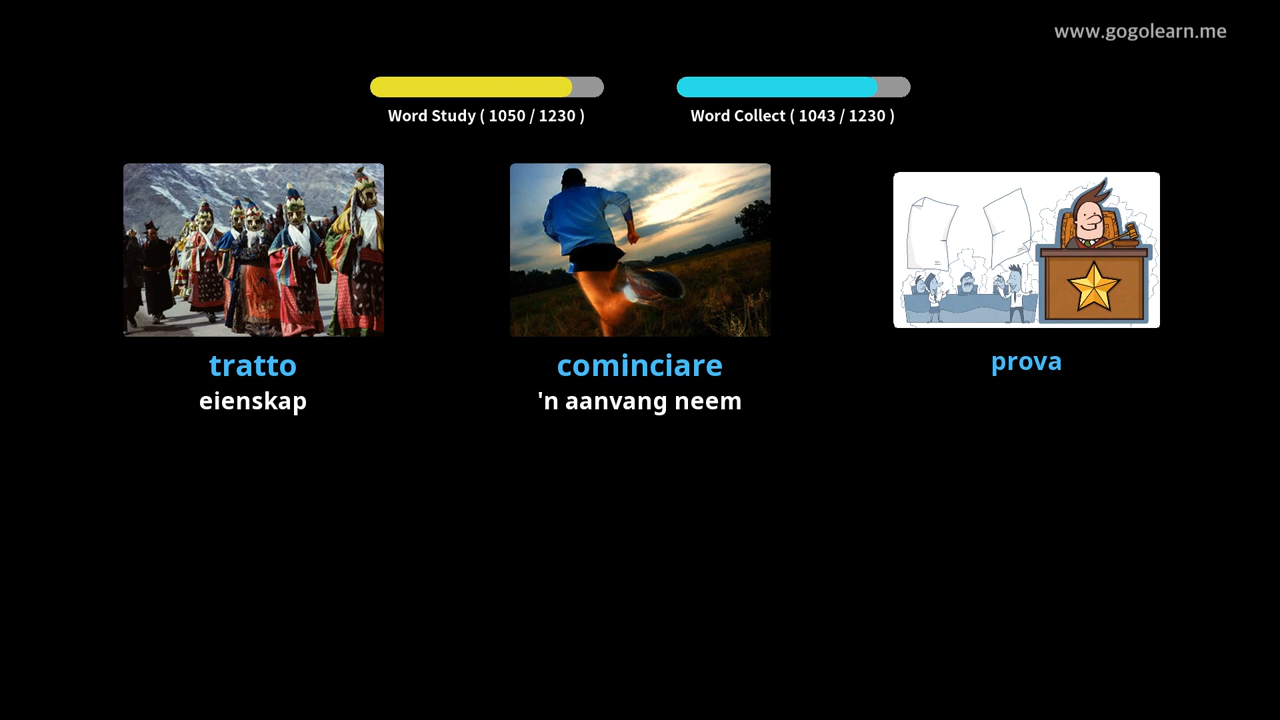 www.gogolearn.me
Word Study ( 1050 / 1230 )
Word Collect ( 1043 / 1230 )
tratto
eienskap
cominciare
'n aanvang neem
prova